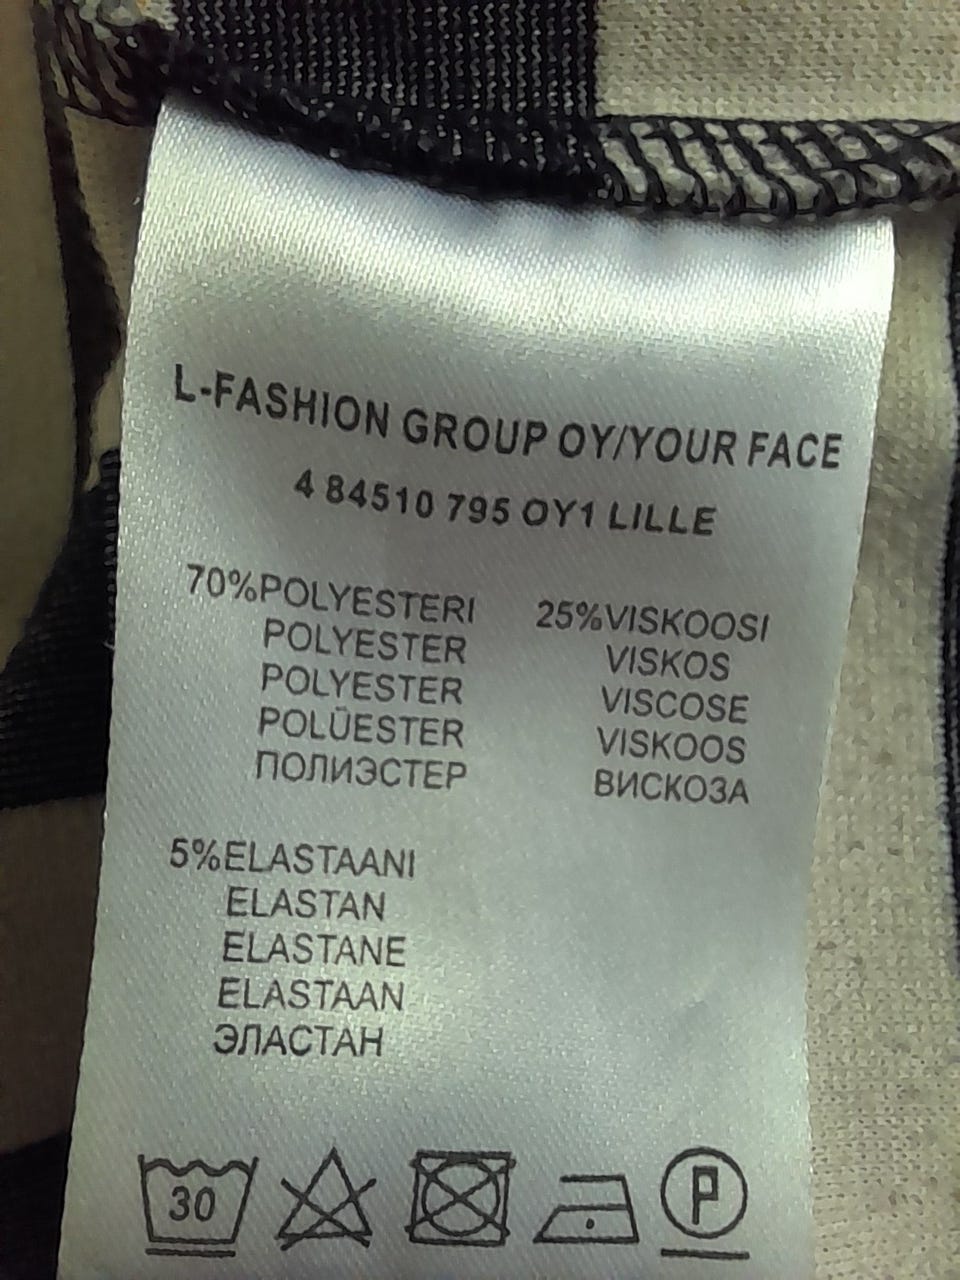 L-FASHION GROUP OY/YOUR FACE
4 84510 795 OY1 LILLE
70%POLYESTERI
POLYESTER
POLYESTER
POLÜESTER
ПОЛИЭСТЕР
25%VISKOOSI
VISKOS
VISCOSE
VISKOOS
ВИСКОЗА
5%ELASTAANI
ELASTAN
ELASTANE
ELASTAAN
ЭЛАСТАН
30
P